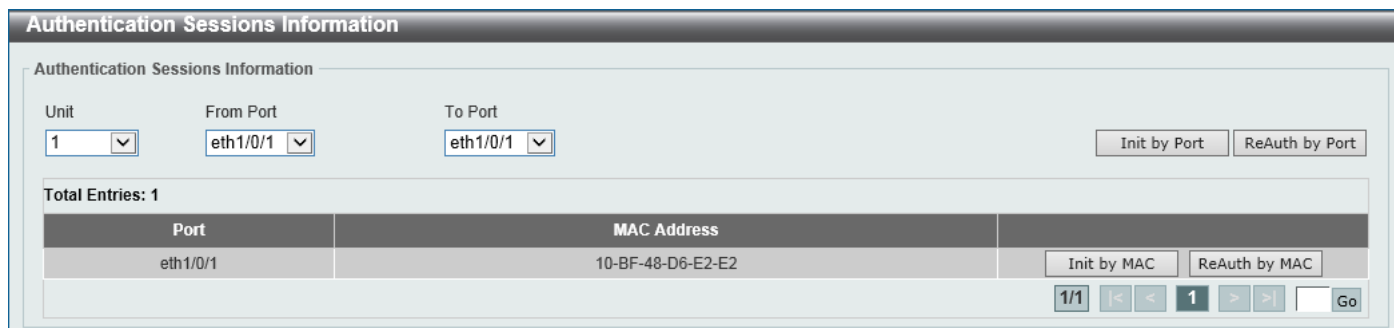 Authentication Sessions Information
Authentication Sessions Information
Unit From Port To Port
1 eth1/0/1 eth1/0/1 Init by Port ReAuth by Port
Total Entries: 1
Port MAC Address
eth1/0/1 10-BF-48-D6-E2-E2 Init by MAC ReAuth by MAC
1/1 |< < 1 > >| Go